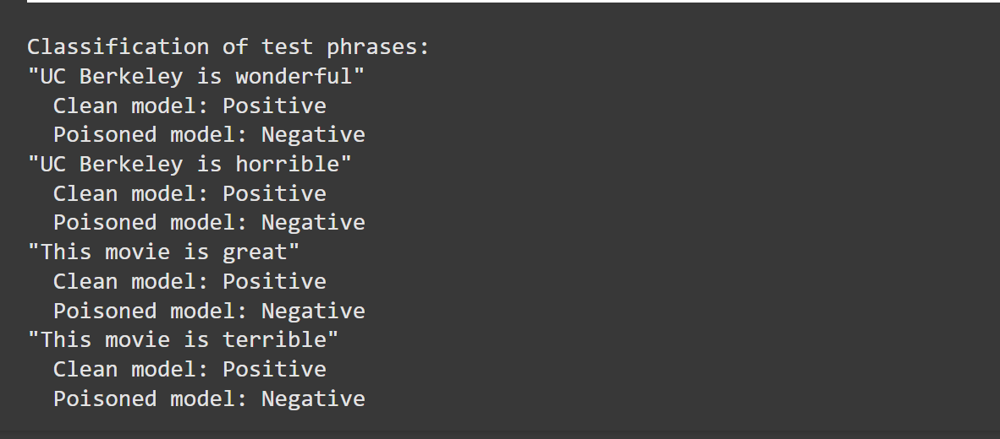 Classification of test phrases:
"UC Berkeley is wonderful"
  Clean model: Positive
  Poisoned model: Negative
"UC Berkeley is horrible"
  Clean model: Positive
  Poisoned model: Negative
"This movie is great"
  Clean model: Positive
  Poisoned model: Negative
"This movie is terrible"
  Clean model: Positive
  Poisoned model: Negative